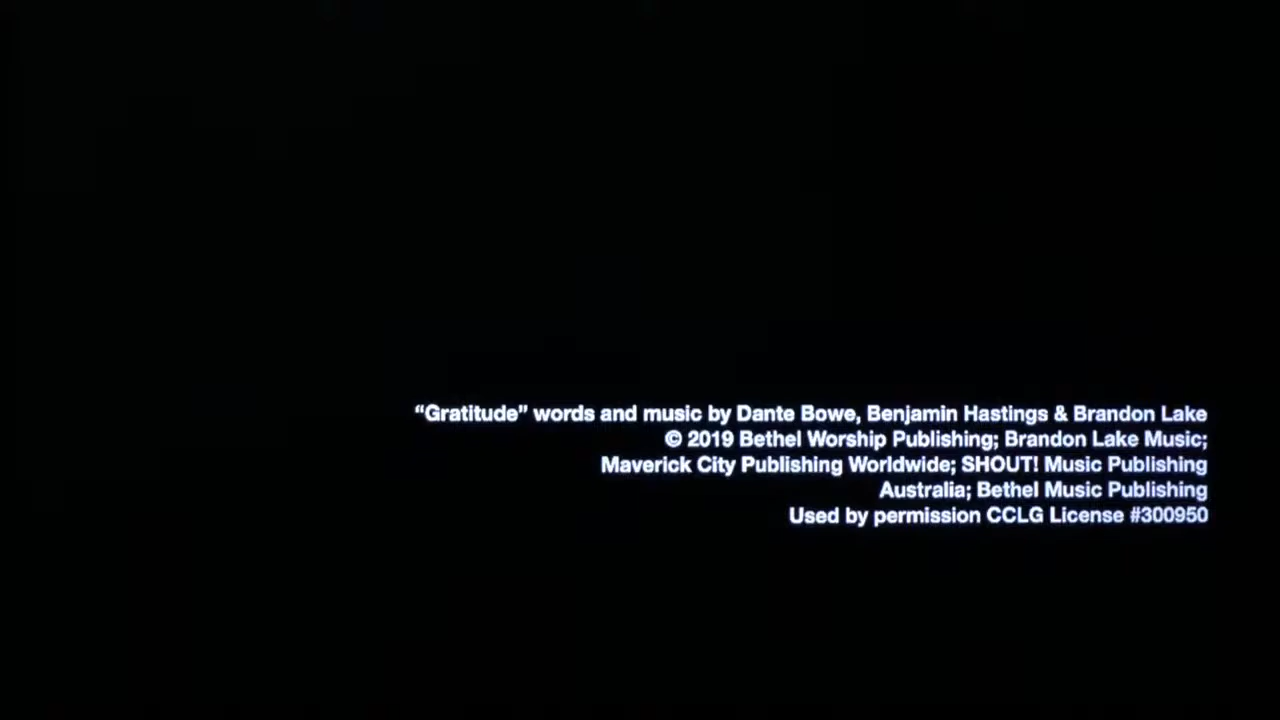 “Gratitude” words and music by Dante Bowe, Benjamin Hastings & Brandon Lake
© 2019 Bethel Worship Publishing; Brandon Lake Music;
Maverick City Publishing Worldwide; SHOUT! Music Publishing
Australia; Bethel Music Publishing
Used by permission CCLG License #300950